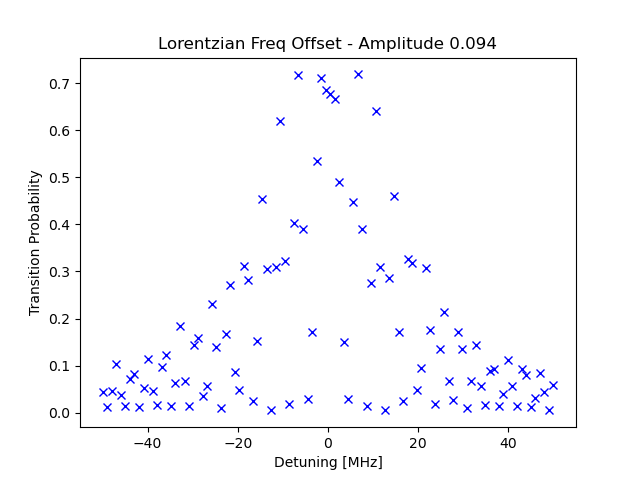 Lorentzian Freq Offset - Amplitude 0.094
0.7
0.6
0.5
0.4
0.3
0.2
0.1
0.0
Transition Probability
−40 −20 0 20 40
Detuning [MHz]